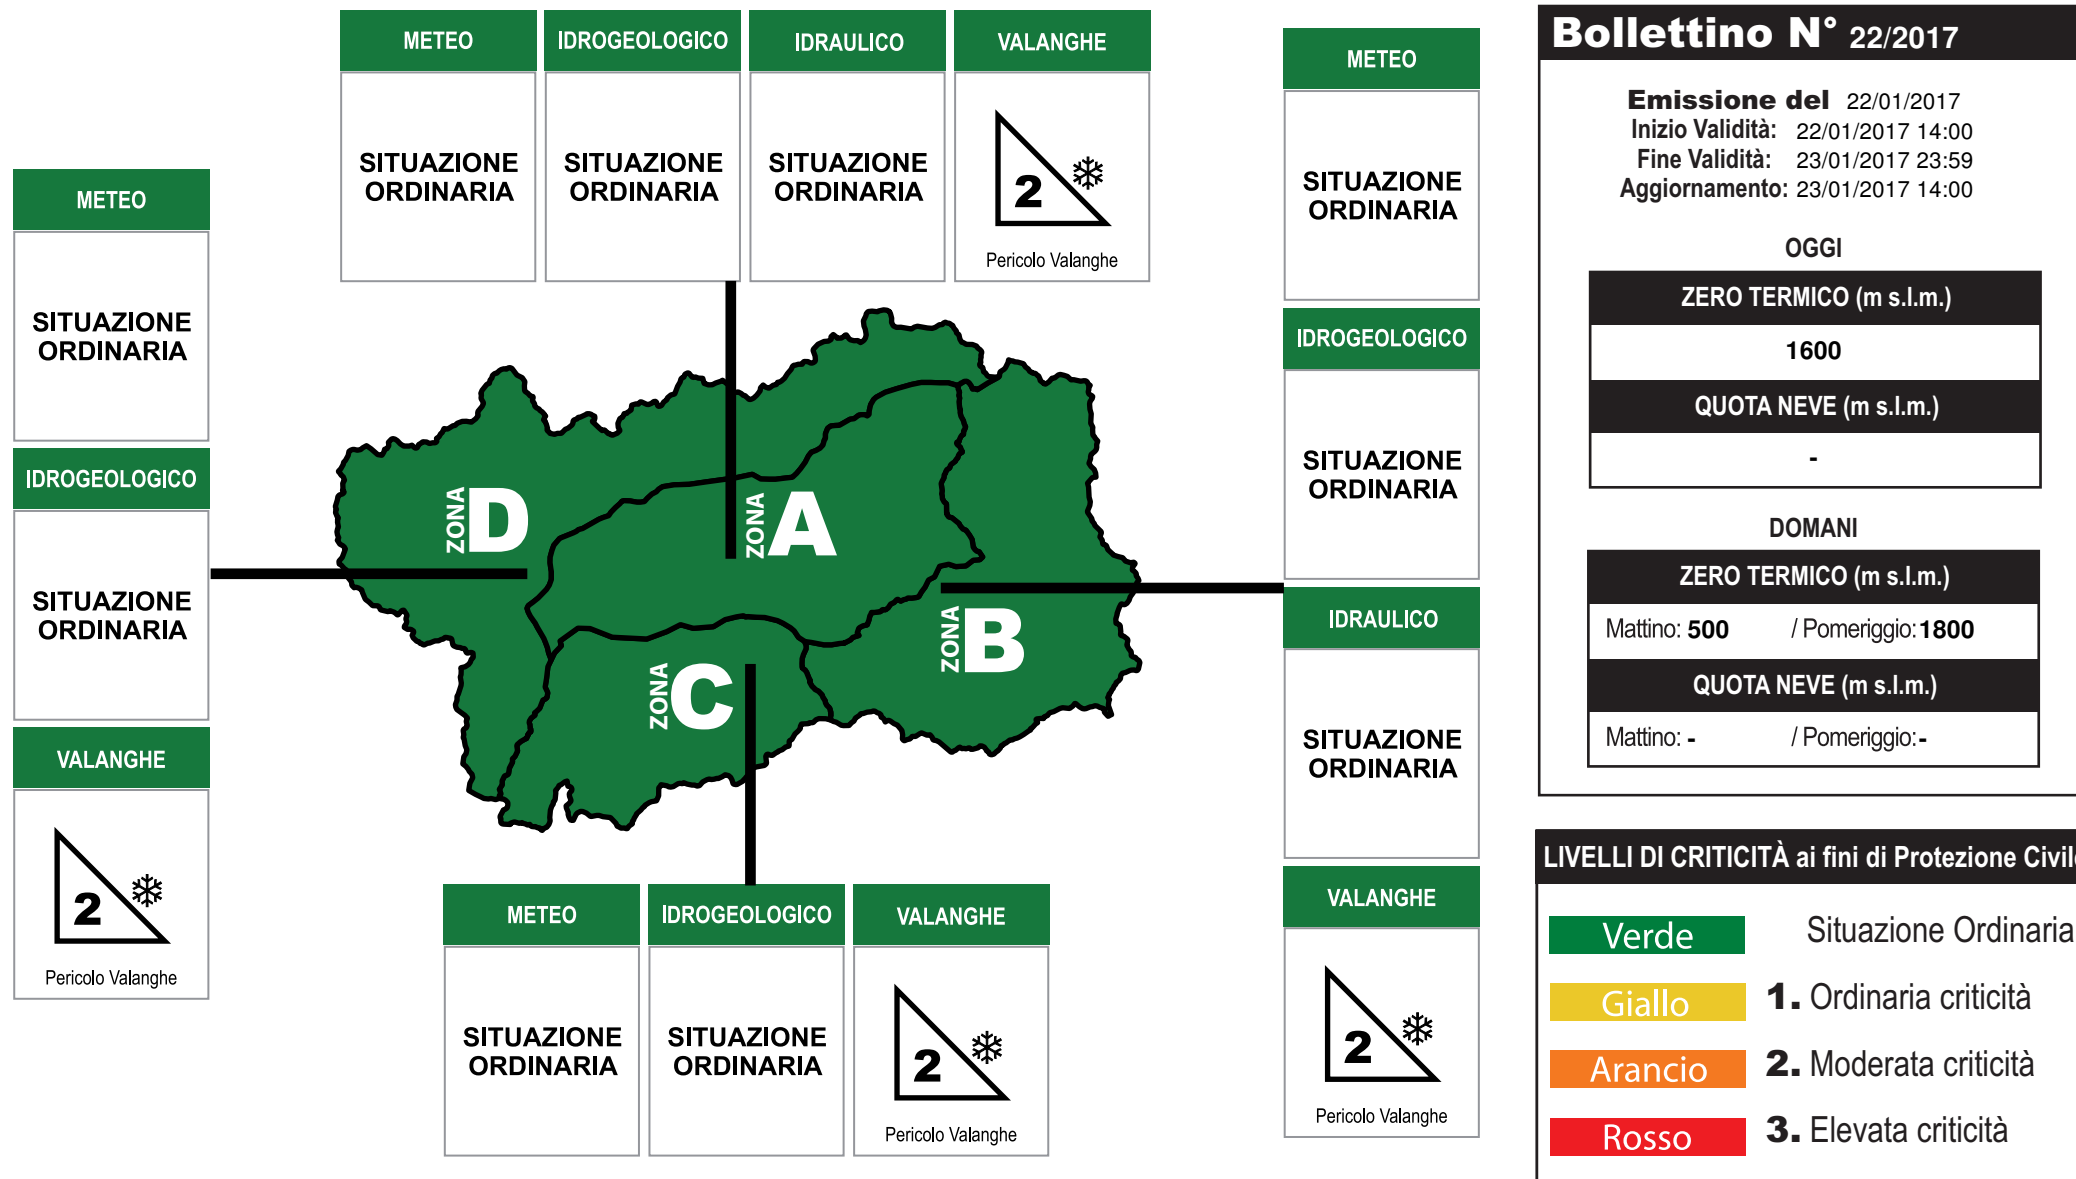 METEO
IDROGEOLOGICO
IDRAULICO
VALANGHE
SITUAZIONE
ORDINARIA
SITUAZIONE
ORDINARIA
SITUAZIONE
ORDINARIA
2
Pericolo Valanghe
METEO
SITUAZIONE
ORDINARIA
IDROGEOLOGICO
SITUAZIONE
ORDINARIA
VALANGHE
2
Pericolo Valanghe
ZONA D
ZONA A
ZONA B
ZONA C
METEO
IDROGEOLOGICO
VALANGHE
SITUAZIONE
ORDINARIA
SITUAZIONE
ORDINARIA
2
Pericolo Valanghe
METEO
SITUAZIONE
ORDINARIA
IDROGEOLOGICO
SITUAZIONE
ORDINARIA
IDRAULICO
SITUAZIONE
ORDINARIA
VALANGHE
2
Pericolo Valanghe
Bollettino N° 22/2017
Emissione del 22/01/2017
Inizio Validità: 22/01/2017 14:00
Fine Validità: 23/01/2017 23:59
Aggiornamento: 23/01/2017 14:00
OGGI
ZERO TERMICO (m s.l.m.)
1600
QUOTA NEVE (m s.l.m.)
-
DOMANI
ZERO TERMICO (m s.l.m.)
Mattino: 500 / Pomeriggio: 1800
QUOTA NEVE (m s.l.m.)
Mattino: - / Pomeriggio: -
LIVELLI DI CRITICITÀ ai fini di Protezione Civile
Verde Situazione Ordinaria
Giallo 1. Ordinaria criticità
Arancio 2. Moderata criticità
Rosso 3. Elevata criticità